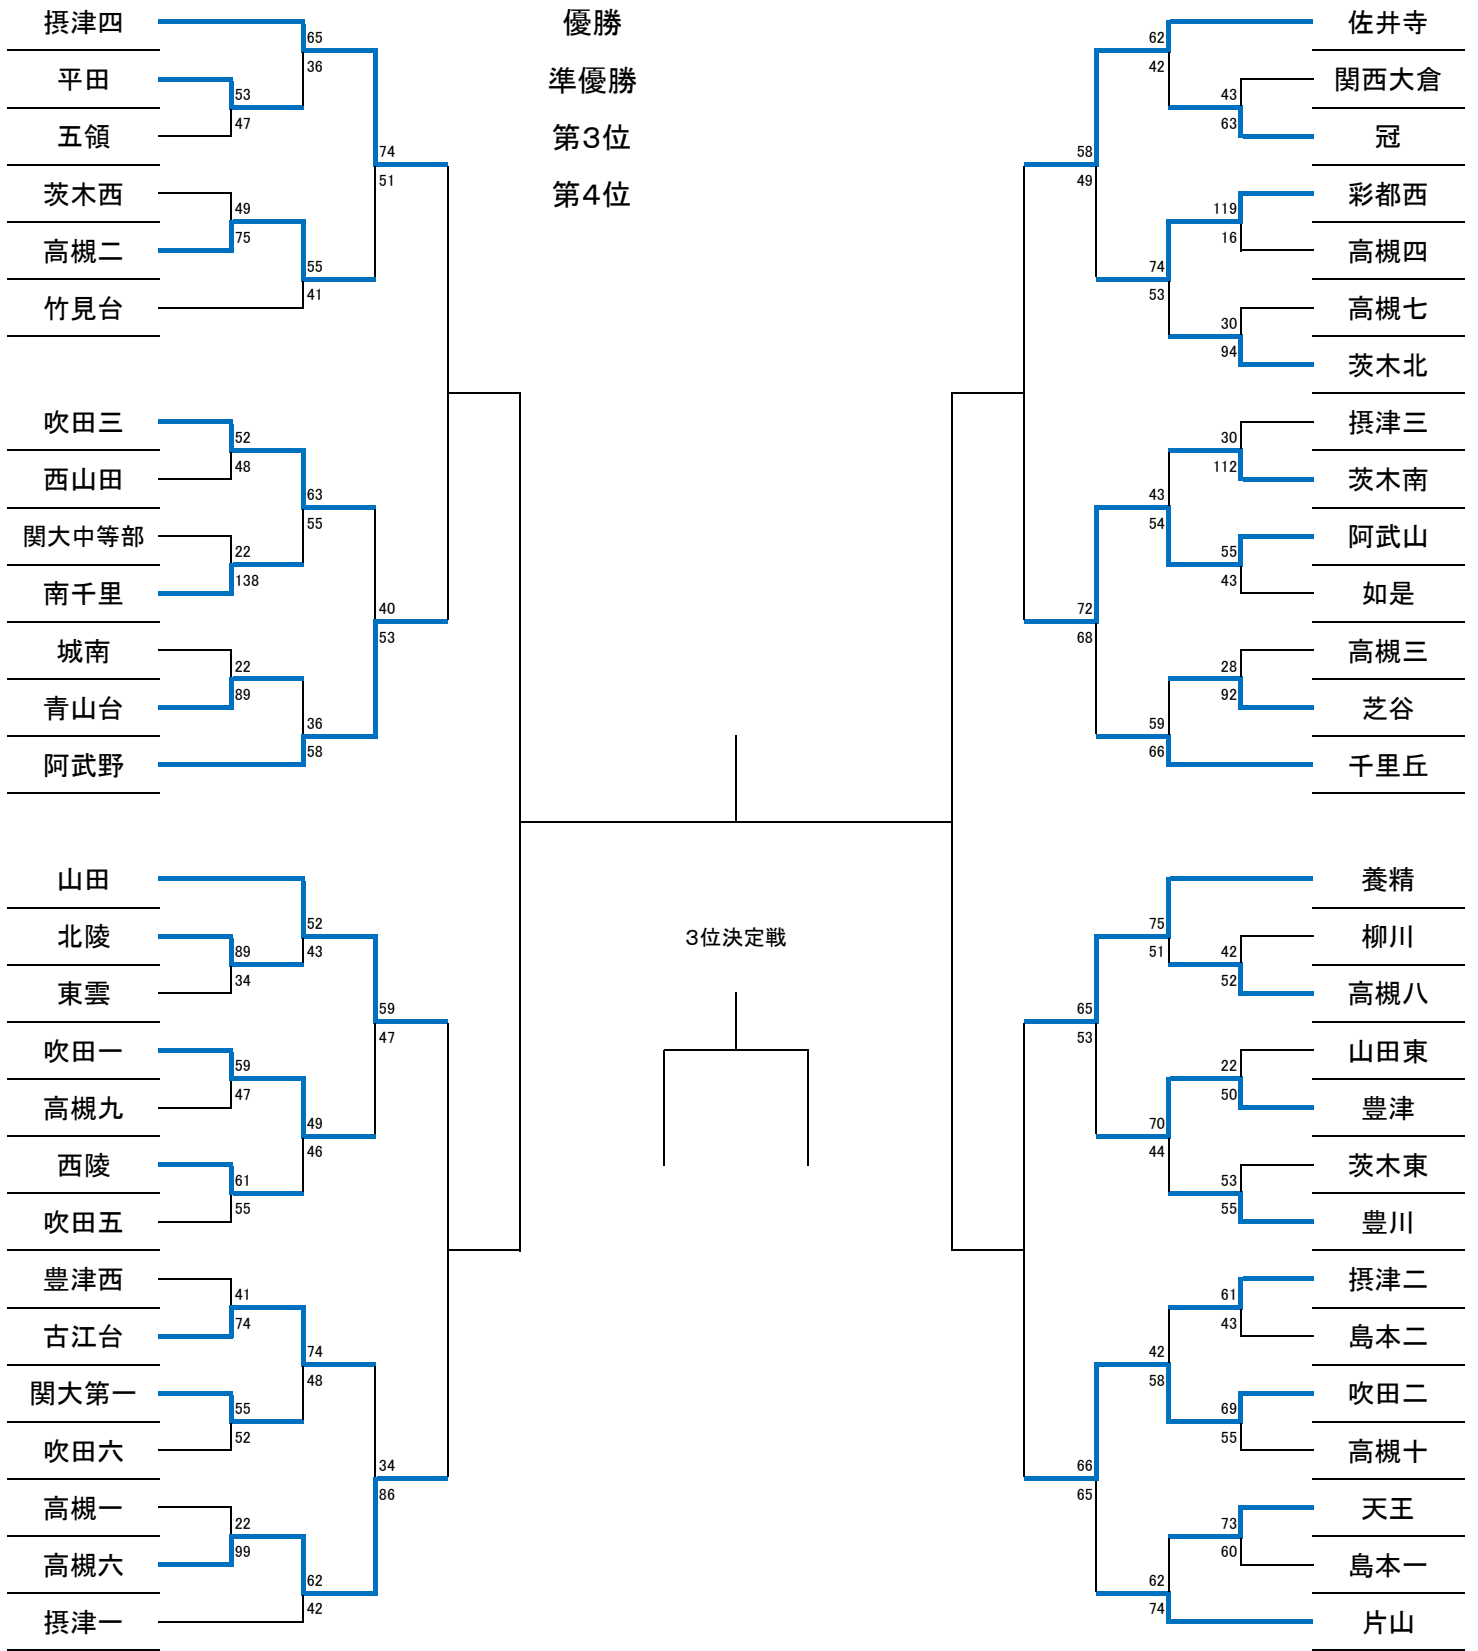 摂津四
65
36
平田
53
47
五領
74
51
茨木西
49
75
高槻二
55
41
竹見台
吹田三
52
48
西山田
63
55
関大中等部
22
138
南千里
40
53
城南
22
89
青山台
36
58
阿武野
山田
52
43
北陵
89
34
東雲
59
47
吹田一
59
47
高槻九
49
46
西陵
61
55
吹田五
豊津西
41
74
古江台
74
48
関大第一
55
52
吹田六
34
86
高槻一
22
99
高槻六
62
42
摂津一
優勝
準優勝
第3位
第4位
3位決定戦
佐井寺
62
42
関西大倉
43
63
冠
58
49
彩都西
119
16
高槻四
74
53
高槻七
30
94
茨木北
摂津三
30
112
茨木南
43
54
阿武山
55
43
如是
72
68
高槻三
28
92
芝谷
59
66
千里丘
養精
75
51
柳川
42
52
高槻八
65
53
山田東
22
50
豊津
70
44
茨木東
53
55
豊川
摂津二
61
43
島本二
42
58
吹田二
69
55
高槻十
66
65
天王
73
60
島本一
62
74
片山